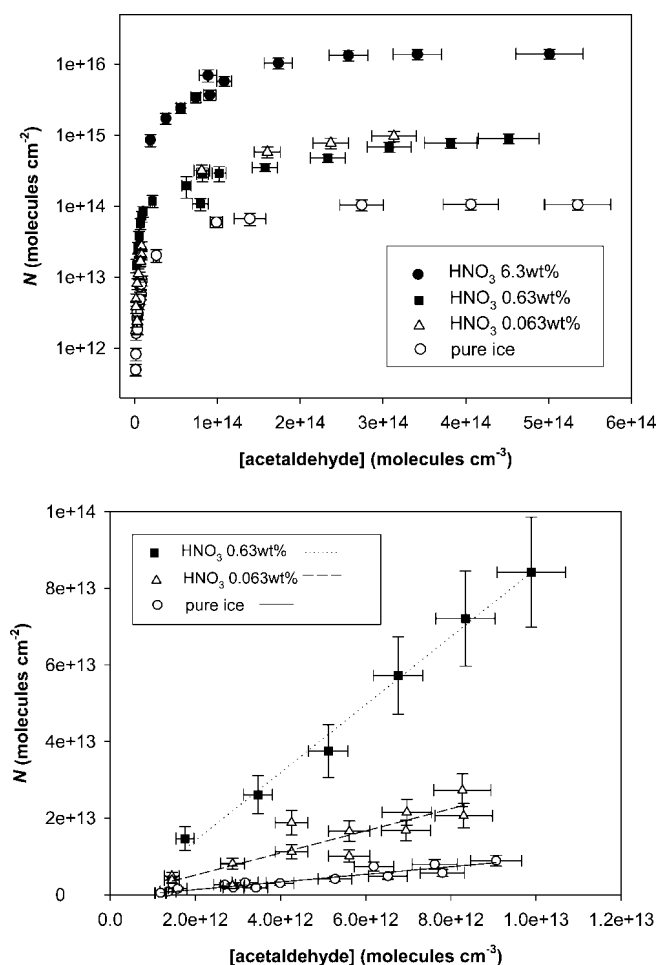 1e+16
1e+15
1e+14
1e+13
1e+12
N (molecules cm⁻²)
HNO₃ 6.3wt%
HNO₃ 0.63wt%
HNO₃ 0.063wt%
pure ice
0 1e+14 2e+14 3e+14 4e+14 5e+14 6e+14
[acetaldehyde] (molecules cm⁻³)
1e+14
8e+13
6e+13
4e+13
2e+13
0
N (molecules cm⁻²)
HNO₃ 0.63wt%
HNO₃ 0.063wt%
pure ice
0.0 2.0e+12 4.0e+12 6.0e+12 8.0e+12 1.0e+13 1.2e+13
[acetaldehyde] (molecules cm⁻³)